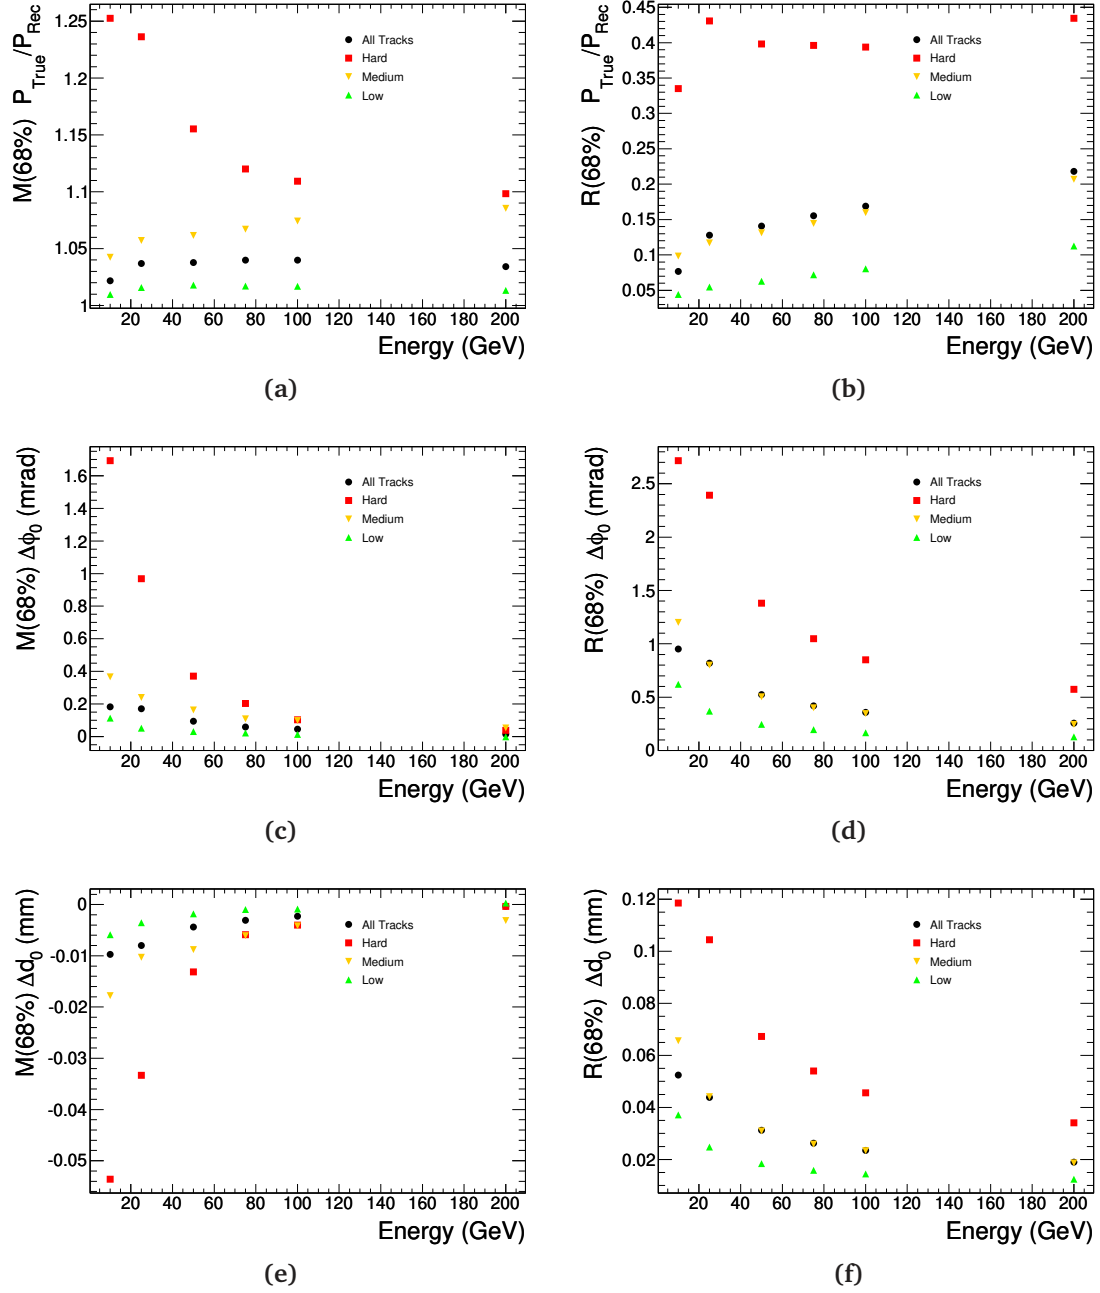 M(68%) P_True/P_Rec
1.25
1.2
1.15
1.1
1.05
1
All Tracks
Hard
Medium
Low
20 40 60 80 100 120 140 160 180 200
Energy (GeV)
(a)
R(68%) P_True/P_Rec
0.45
0.4
0.35
0.3
0.25
0.2
0.15
0.1
0.05
All Tracks
Hard
Medium
Low
20 40 60 80 100 120 140 160 180 200
Energy (GeV)
(b)
M(68%) Δϕ₀ (mrad)
1.6
1.4
1.2
1
0.8
0.6
0.4
0.2
0
All Tracks
Hard
Medium
Low
20 40 60 80 100 120 140 160 180 200
Energy (GeV)
(c)
R(68%) Δϕ₀ (mrad)
2.5
2
1.5
1
0.5
0
All Tracks
Hard
Medium
Low
20 40 60 80 100 120 140 160 180 200
Energy (GeV)
(d)
M(68%) Δd₀ (mm)
0
-0.01
-0.02
-0.03
-0.04
-0.05
All Tracks
Hard
Medium
Low
20 40 60 80 100 120 140 160 180 200
Energy (GeV)
(e)
R(68%) Δd₀ (mm)
0.12
0.1
0.08
0.06
0.04
0.02
All Tracks
Hard
Medium
Low
20 40 60 80 100 120 140 160 180 200
Energy (GeV)
(f)